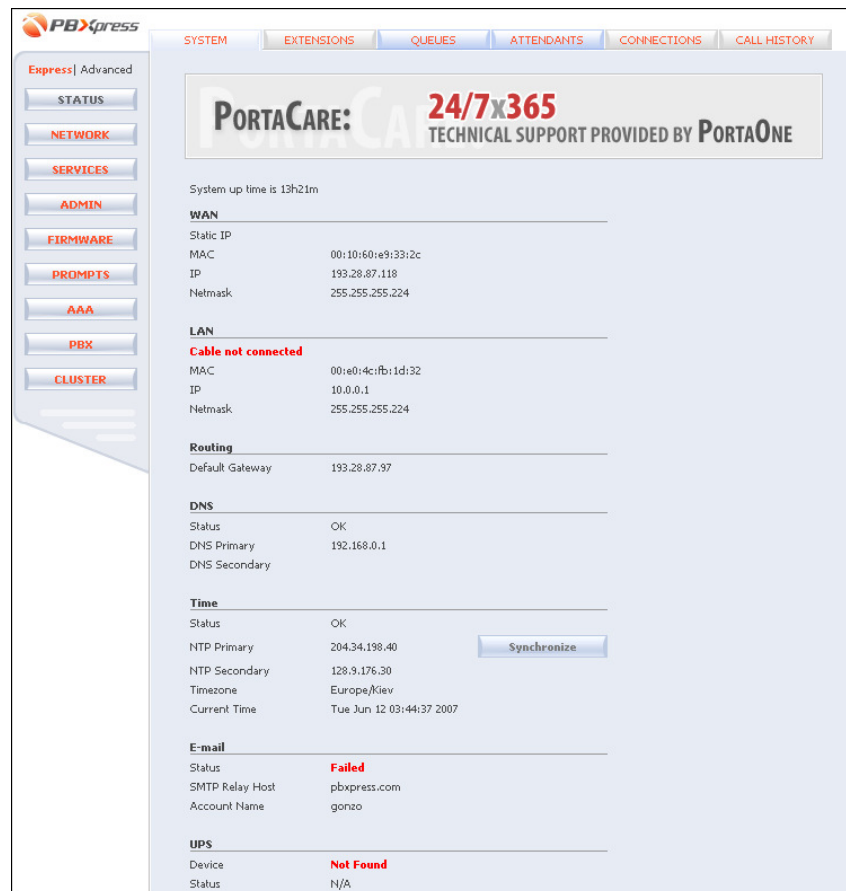 PBXpress
SYSTEM EXTENSIONS QUEUES ATTENDANTS CONNECTIONS CALL HISTORY
Express| Advanced
STATUS
NETWORK
SERVICES
ADMIN
FIRMWARE
PROMPTS
AAA
PBX
CLUSTER
PORTACARE:
PORTACARE: 24/7x365
TECHNICAL SUPPORT PROVIDED BY PORTAONE
System up time is 13h21m
WAN
Static IP
MAC 00:10:60:e9:33:2c
IP 193.28.87.118
Netmask 255.255.255.224
LAN
Cable not connected
MAC 00:e0:4c:fb:1d:32
IP 10.0.0.1
Netmask 255.255.255.224
Routing
Default Gateway 193.28.87.97
DNS
Status OK
DNS Primary 192.168.0.1
DNS Secondary
Time
Status OK
NTP Primary 204.34.198.40 Synchronize
NTP Secondary 128.9.176.30
Timezone Europe/Kiev
Current Time Tue Jun 12 03:44:37 2007
E-mail
Status Failed
SMTP Relay Host pbxpress.com
Account Name gonzo
UPS
Device Not Found
Status N/A